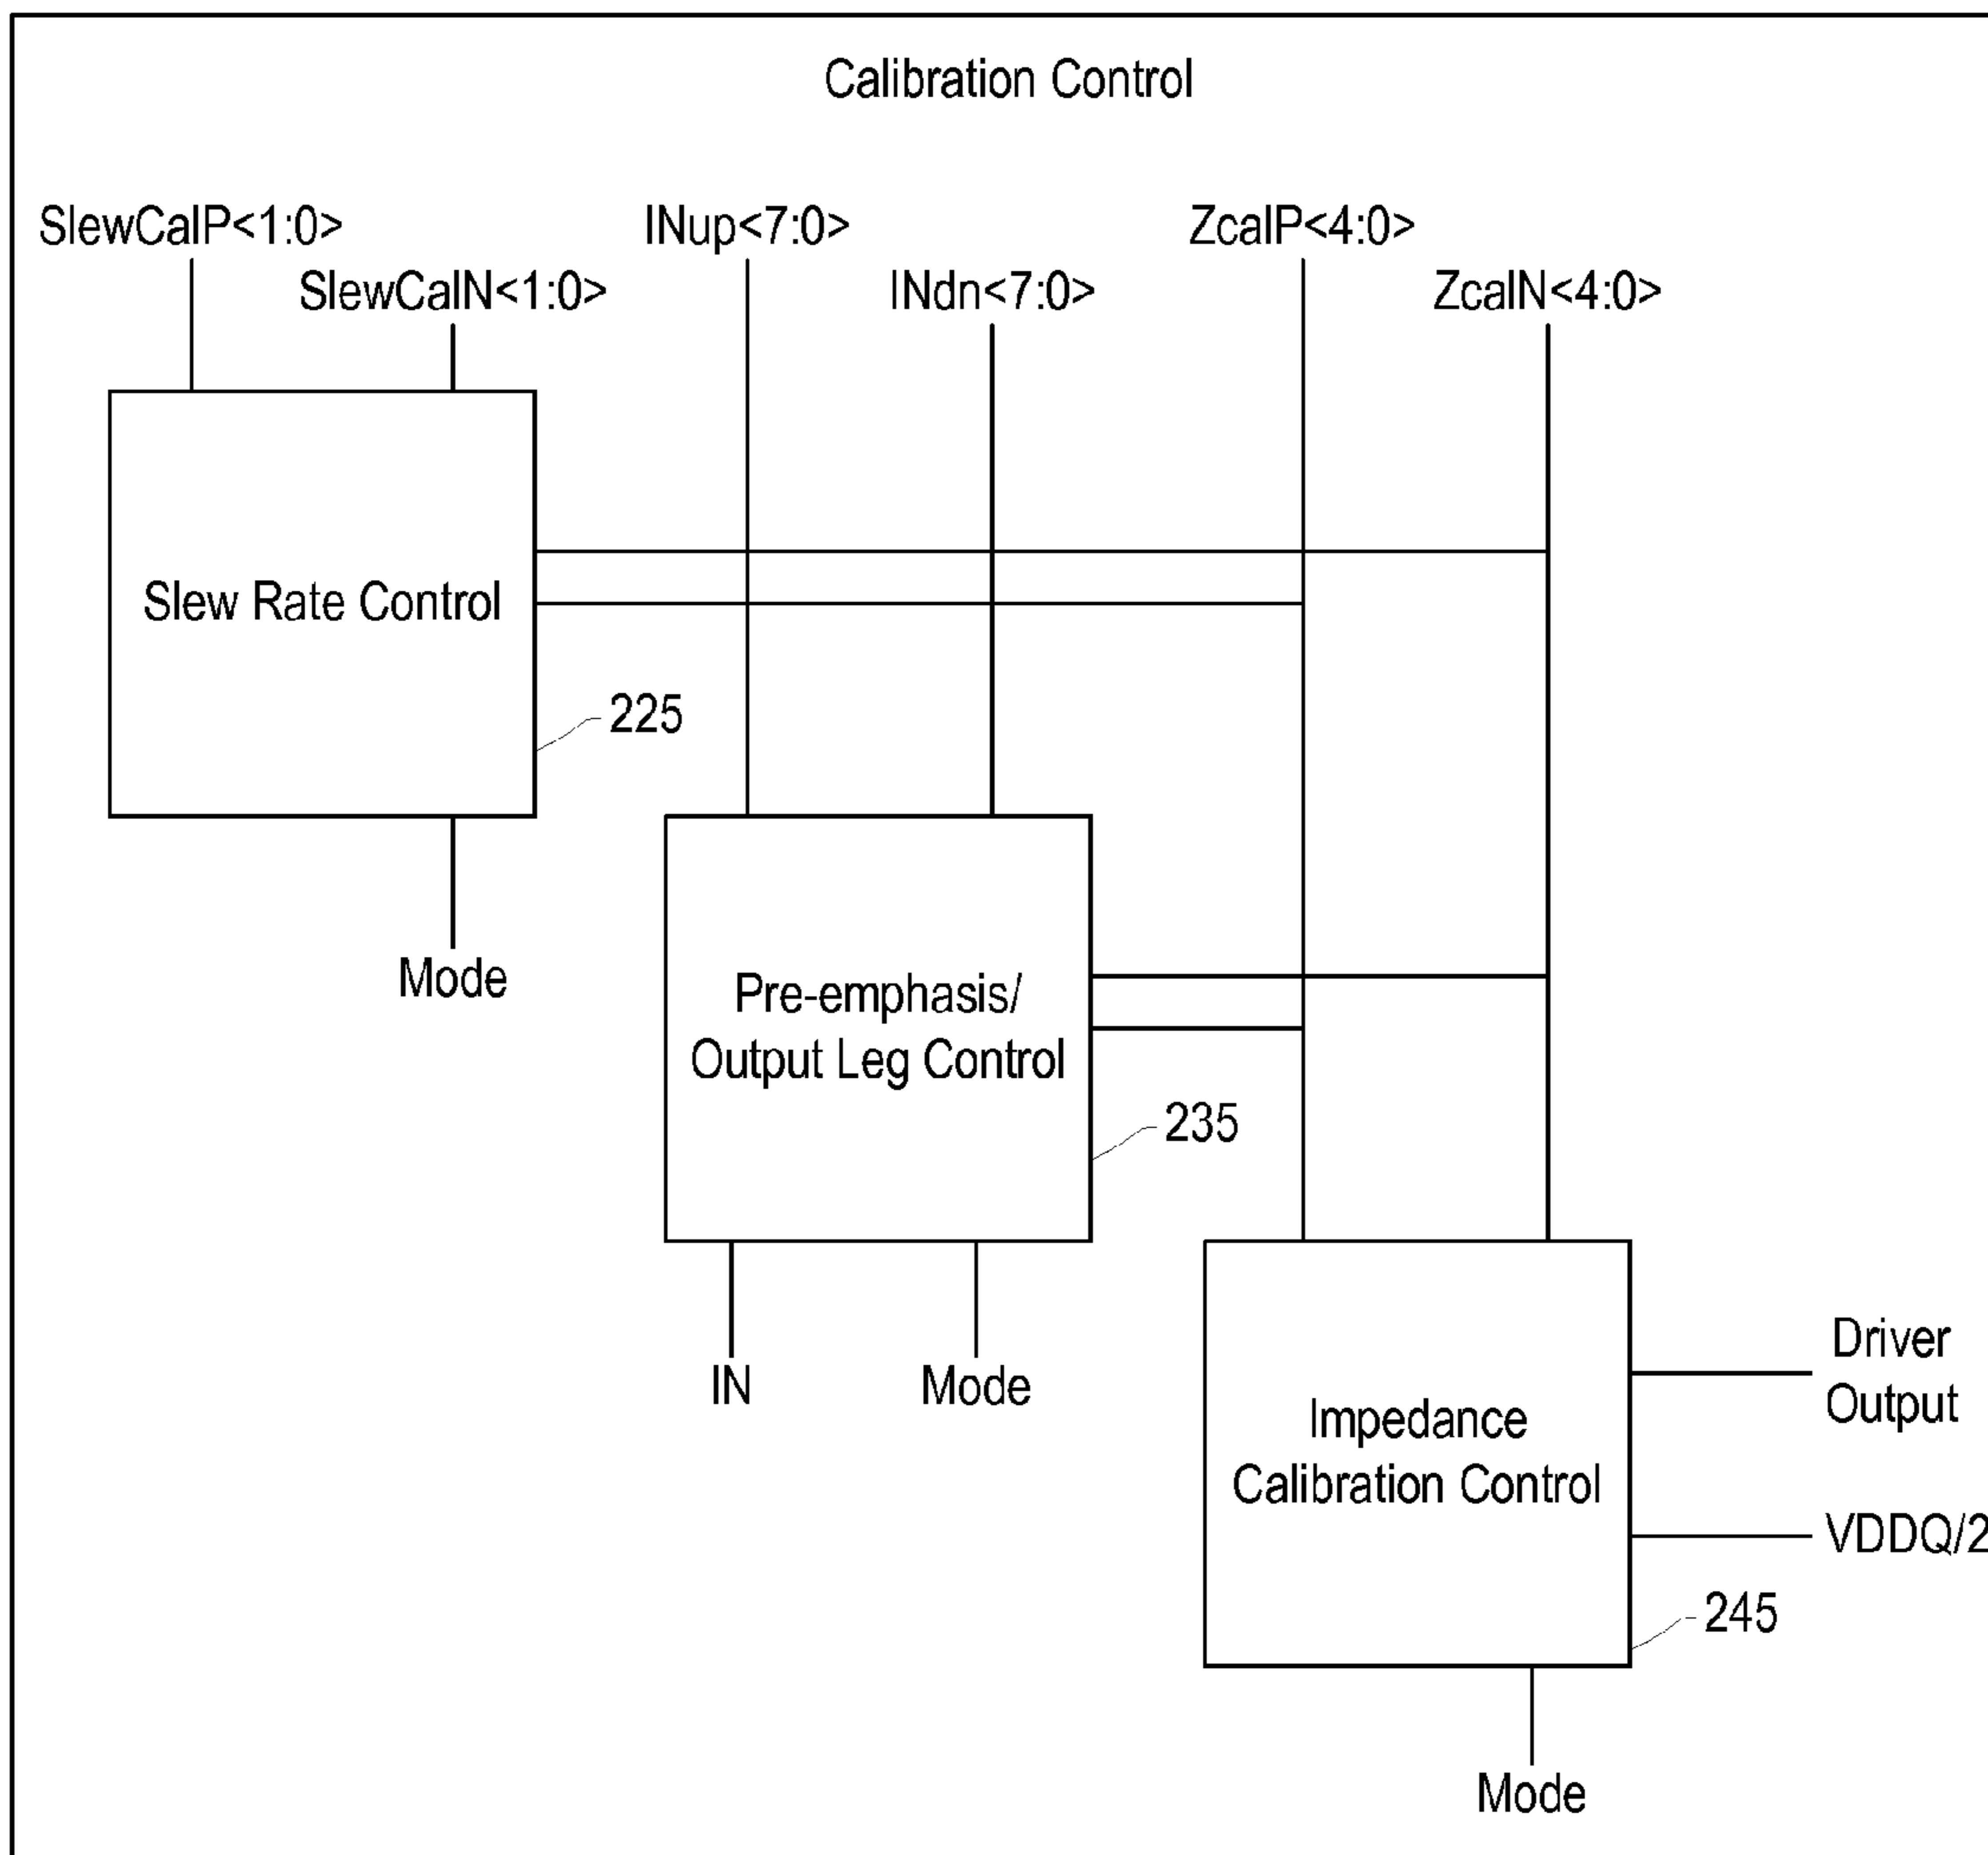 Calibration Control
SlewCalP<1:0>
INup<7:0>
ZcalP<4:0>
SlewCalN<1:0>
INdn<7:0>
ZcalN<4:0>
Slew Rate Control
225
Mode
Pre-emphasis/
Output Leg Control
235
IN
Mode
Driver
Output
Impedance
Calibration Control
VDDQ/2
245
Mode